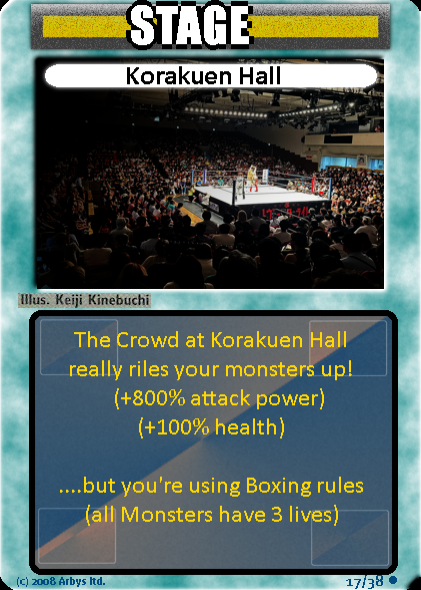 STAGE
Korakuen Hall
Illus. Keiji Kinebuchi
The Crowd at Korakuen Hall
really riles your monsters up!
(+800% attack power)
(+100% health)
....but you're using Boxing rules
(all Monsters have 3 lives)
(c) 2008 Arbys ltd.
17/38 ●